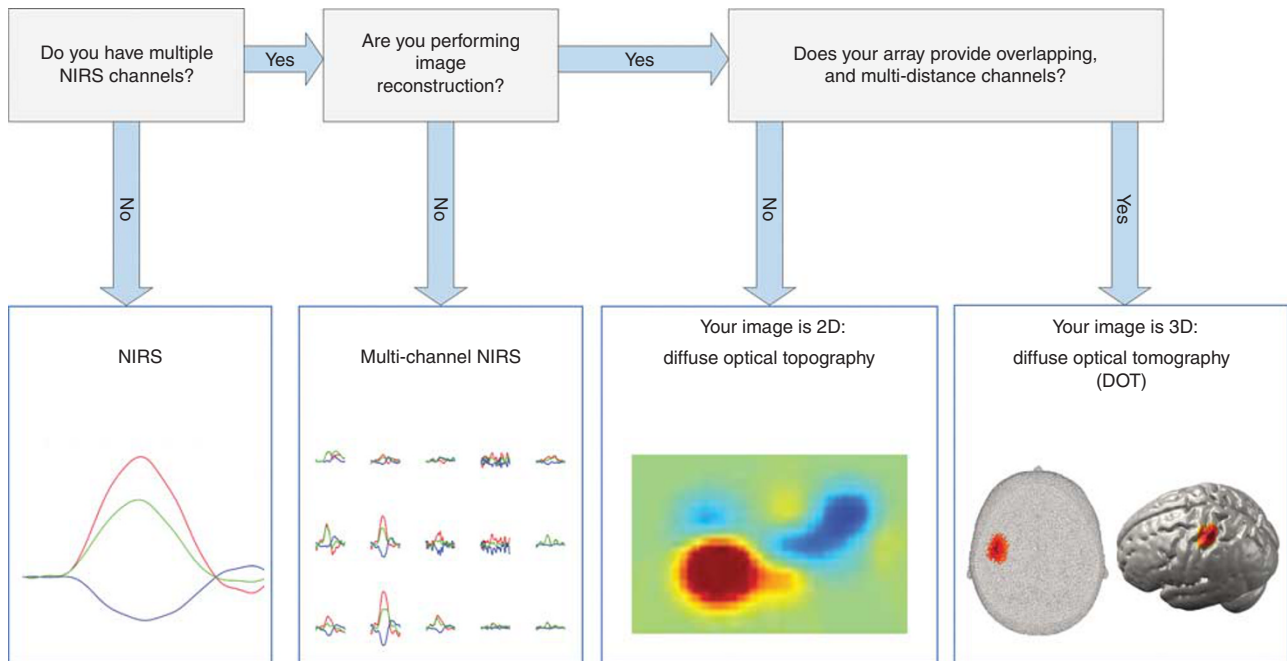 Do you have multiple
NIRS channels?
Yes
Are you performing
image
reconstruction?
Yes
Does your array provide overlapping,
and multi-distance channels?
No
No
No
Yes
NIRS
Multi-channel NIRS
Your image is 2D:
diffuse optical topography
Your image is 3D:
diffuse optical tomography
(DOT)